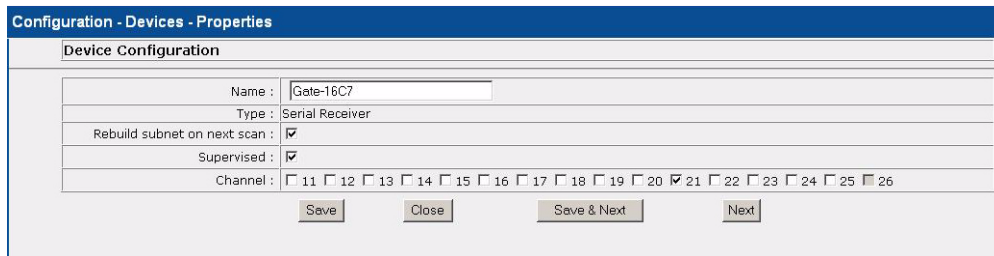 Configuration - Devices - Properties
Device Configuration
Name : Gate-16C7
Type : Serial Receiver
Rebuild subnet on next scan :
Supervised :
Channel : 11 12 13 14 15 16 17 18 19 20 21 22 23 24 25 26
Save Close Save & Next Next